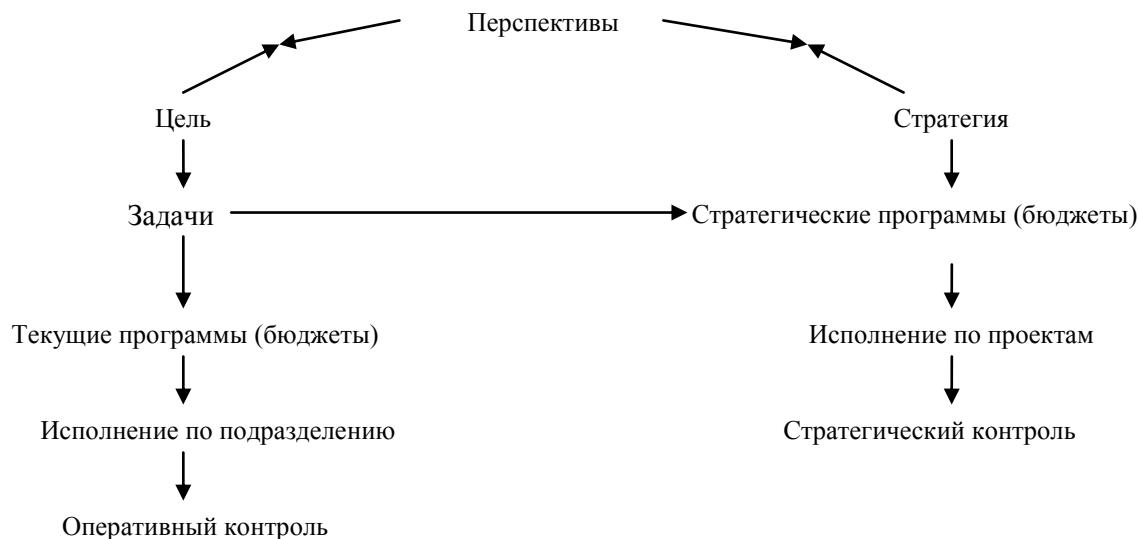 Перспективы
Цель
Стратегия
Задачи
Стратегические программы (бюджеты)
Текущие программы (бюджеты)
Исполнение по проектам
Исполнение по подразделению
Стратегический контроль
Оперативный контроль